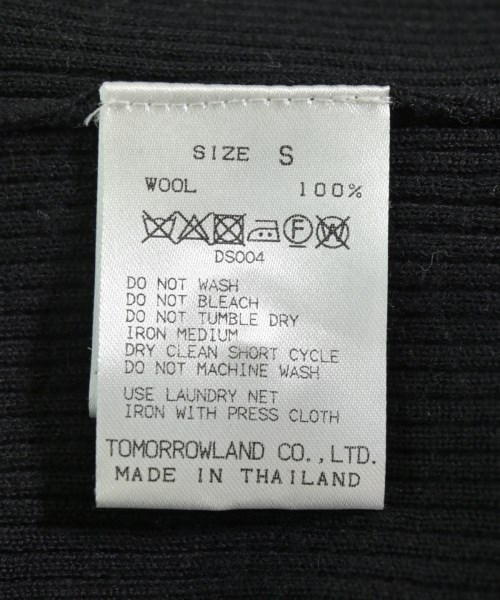 SIZE S
WOOL 100%
F W
DS004
DO NOT WASH
DO NOT BLEACH
DO NOT TUMBLE DRY
IRON MEDIUM
DRY CLEAN SHORT CYCLE
DO NOT MACHINE WASH
USE LAUNDRY NET
IRON WITH PRESS CLOTH
TOMORROWLAND CO.,LTD.
MADE IN THAILAND